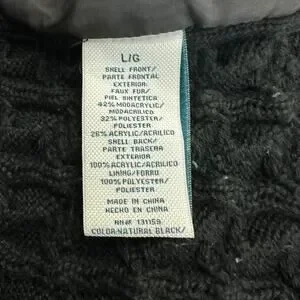 L/G
SHELL FRONT/
PARTE FRONTAL
EXTERIOR:
FAUX FUR/
PIEL SINTETICA
42% MODACRYLIC/
MODACRILICO
32% POLYESTER/
POLIESTER
26% ACRYLIC/ACRILICO
SHELL BACK/
PARTE TRASERA
EXTERIOR
100% ACRYLIC/ACRILICO
LINING/FORRO
100% POLYESTER/
POLIESTER
MADE IN CHINA
HECHO EN CHINA
RN# 131159
COLOR:NATURAL BLACK/